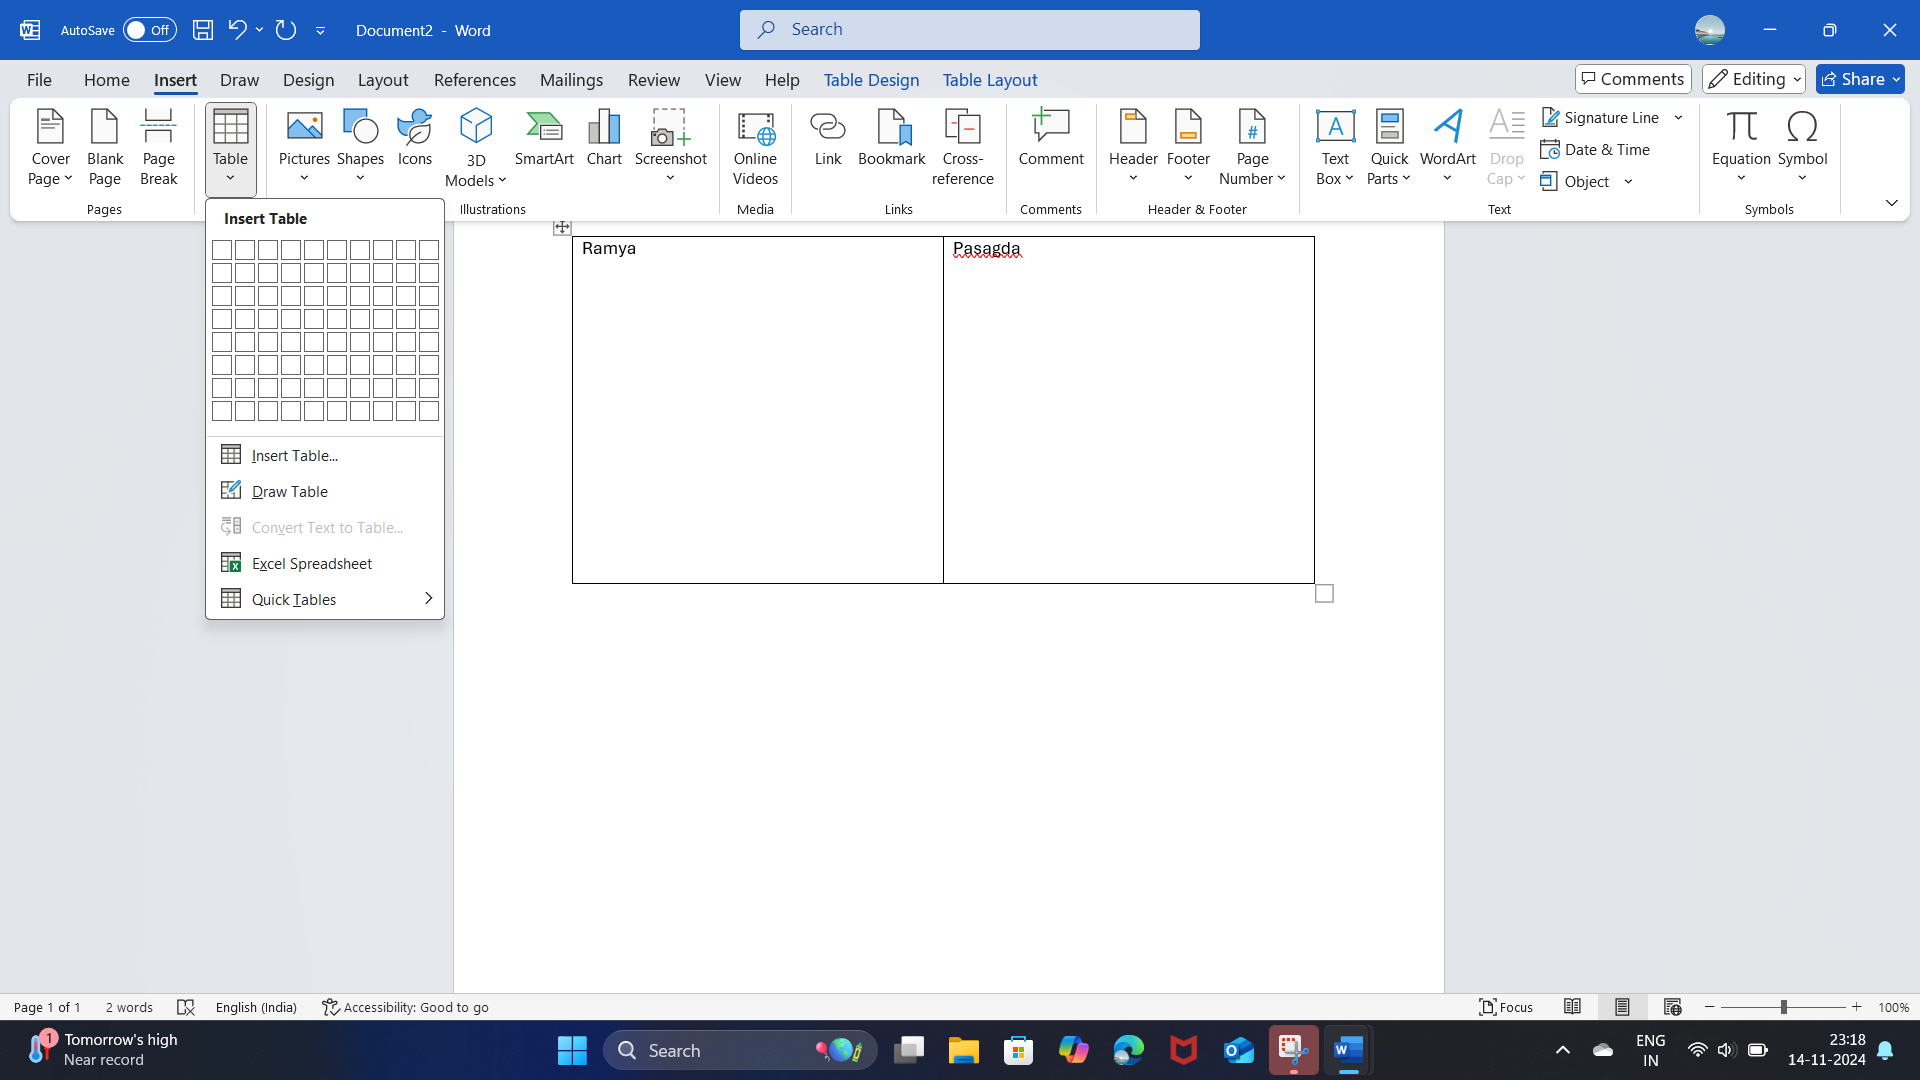 AutoSave Off Document2 - Word Search
File Home Insert Draw Design Layout References Mailings Review View Help Table Design Table Layout Comments Editing Share
Cover Page Blank Page Page Break Table Pictures Shapes Icons 3D Models SmartArt Chart Screenshot Online Videos Link Bookmark Cross-reference Comment Header Footer Page Number Text Box Quick Parts WordArt Drop Cap Signature Line Date & Time Object Equation Symbol
Pages Illustrations Media Links Comments Header & Footer Text Symbols
Insert Table
Insert Table...
Draw Table
Convert Text to Table...
Excel Spreadsheet
Quick Tables
Ramya Pasagda
Page 1 of 1 2 words English (India) Accessibility: Good to go Focus 100%
1 Tomorrow's high
Near record
Search
ENG
IN
23:18
14-11-2024